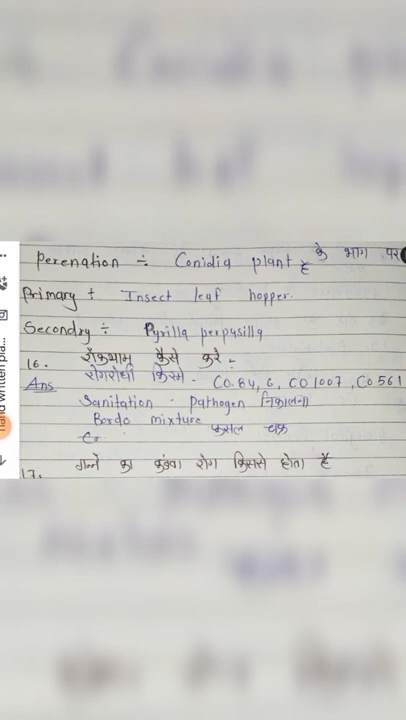 Perenation ÷ Conidia plant के भाग पर है
Primary + Insect leaf hopper.
Secondry ÷ Pyrilla perpusilla
16. रोकथाम कैसे करे -
Ans रोगरोधी किस्म - CO. 64, 6, CO 1007, CO 561
Sanitation - Pathogen निकालना
Bordo mixture फसल चक्र
17. गन्ने का कंडवा रोग किससे होता है